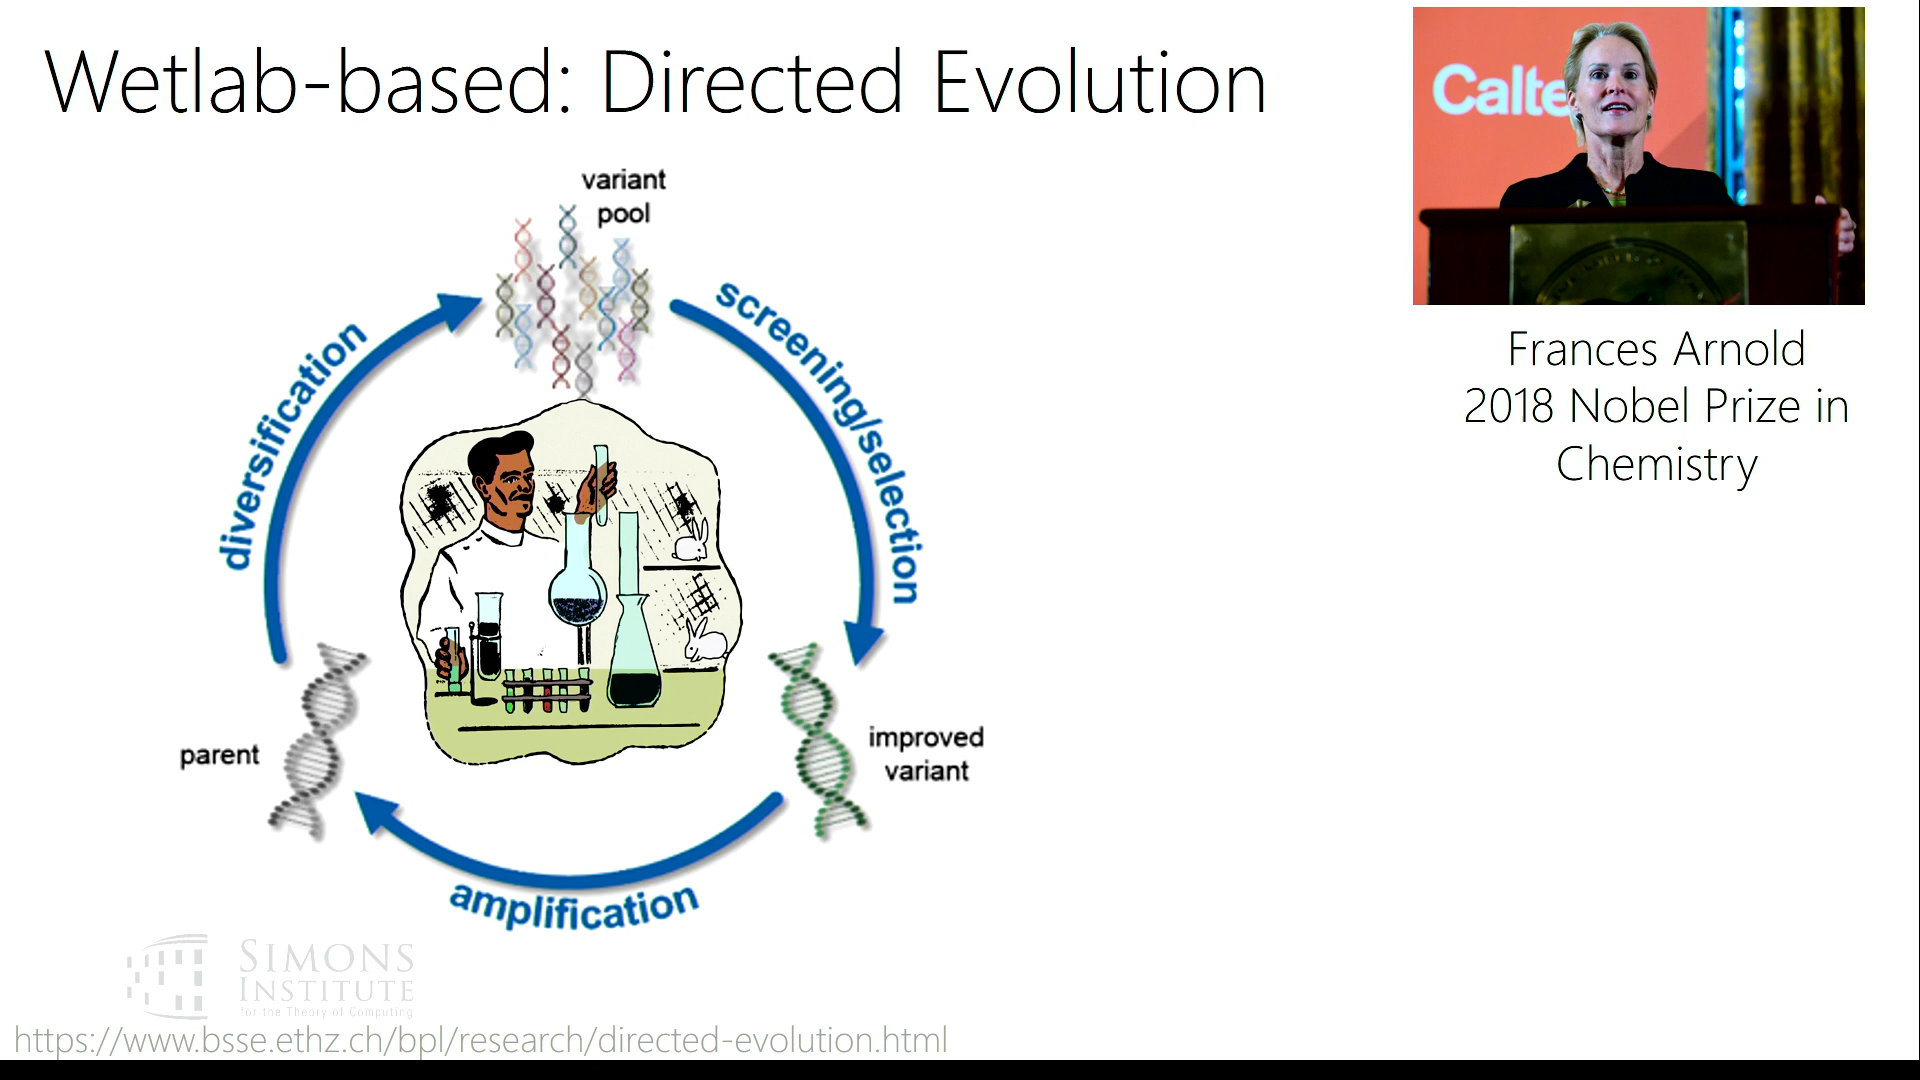 Wetlab-based: Directed Evolution
Calte
Frances Arnold
2018 Nobel Prize in
Chemistry
variant
pool
diversification
screening/selection
parent
improved
variant
amplification
SIMONS
INSTITUTE
for the Theory of Computing
https://www.bsse.ethz.ch/bpl/research/directed-evolution.html